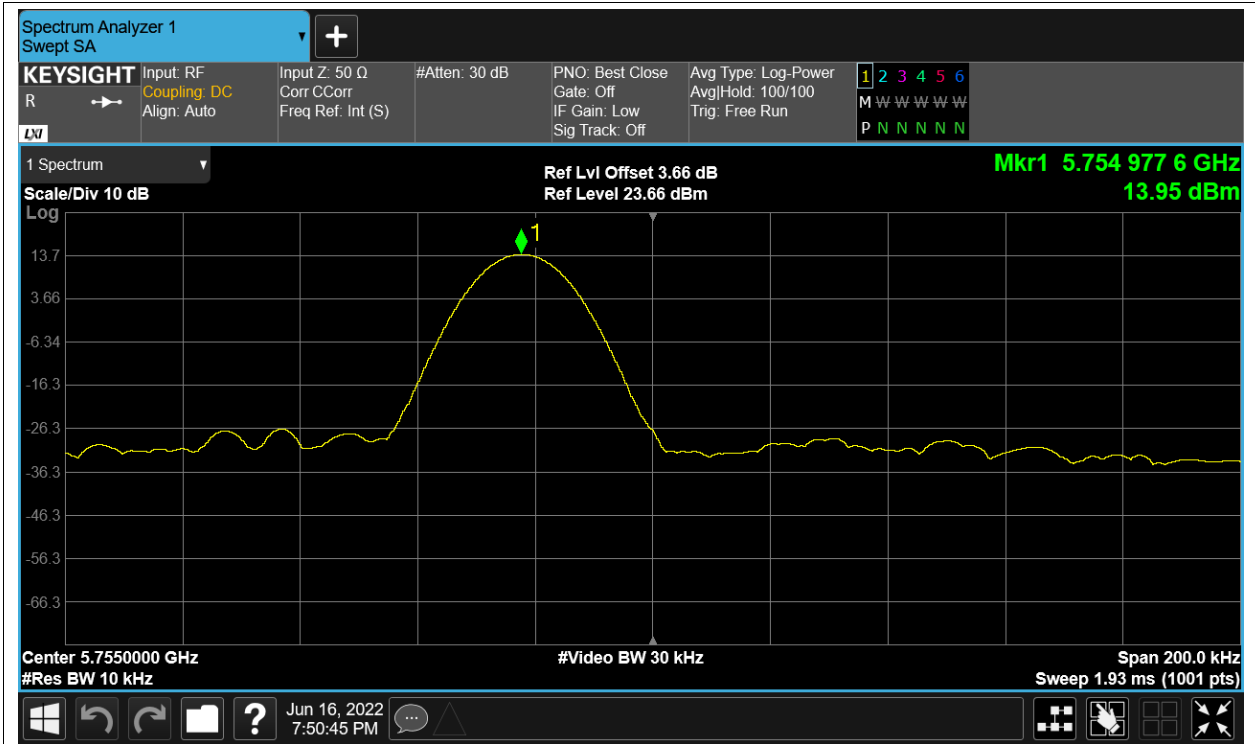 Spectrum Analyzer 1
Swept SA
KEYSIGHT
R
LXI
Input: RF
Coupling: DC
Align: Auto
Input Z: 50 Ω
Corr CCorr
Freq Ref: Int (S)
#Atten: 30 dB
PNO: Best Close
Gate: Off
IF Gain: Low
Sig Track: Off
Avg Type: Log-Power
Avg|Hold: 100/100
Trig: Free Run
1 2 3 4 5 6
M W W W W W
P N N N N N
1 Spectrum
Scale/Div 10 dB
Log
Ref Lvl Offset 3.66 dB
Ref Level 23.66 dBm
Mkr1 5.754 977 6 GHz
13.95 dBm
1
13.7
3.66
-6.34
-16.3
-26.3
-36.3
-46.3
-56.3
-66.3
Center 5.7550000 GHz
#Res BW 10 kHz
#Video BW 30 kHz
Span 200.0 kHz
Sweep 1.93 ms (1001 pts)
?
Jun 16, 2022
7:50:45 PM